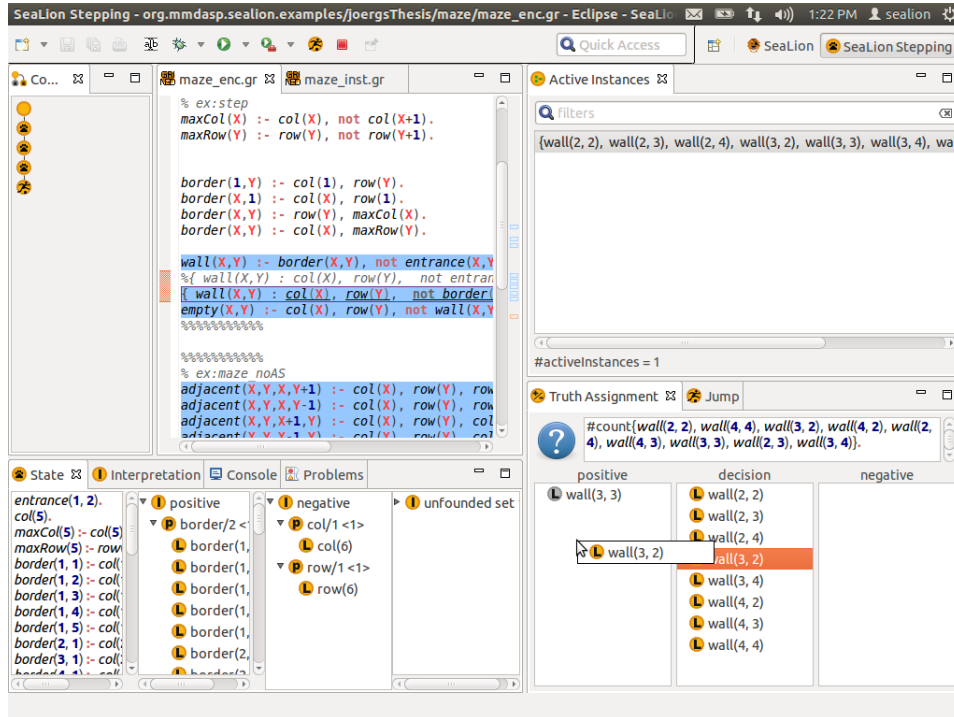 SeaLion Stepping - org.mmdasp.sealion.examples/joergsThesis/maze/maze_enc.gr - Eclipse - SeaLio 1:22 PM sealion
Quick Access SeaLion SeaLion Stepping
Co...
maze_enc.gr maze_inst.gr
% ex:step
maxCol(X) :- col(X), not col(X+1).
maxRow(Y) :- row(Y), not row(Y+1).
border(1,Y) :- col(1), row(Y).
border(X,1) :- col(X), row(1).
border(X,Y) :- row(Y), maxCol(X).
border(X,Y) :- col(X), maxRow(Y).
wall(X,Y) :- border(X,Y), not entrance(X,Y
%{ wall(X,Y) : col(X), row(Y), not entran
{ wall(X,Y) : col(X), row(Y), not border(
empty(X,Y) :- col(X), row(Y), not wall(X,Y
%%%%%%%%%%%
%%%%%%%%%%%
% ex:maze_noAS
adjacent(X,Y,X,Y+1) :- col(X), row(Y), row
adjacent(X,Y,X,Y-1) :- col(X), row(Y), row
adjacent(X,Y,X+1,Y) :- col(X), row(Y), col
adjacent(X,Y,X-1,Y) :- col(X), row(Y), col
Active Instances
filters
{wall(2, 2), wall(2, 3), wall(2, 4), wall(3, 2), wall(3, 3), wall(3, 4), wa
#activeInstances = 1
Truth Assignment Jump
#count{wall(2, 2), wall(4, 4), wall(3, 2), wall(4, 2), wall(2,
4), wall(4, 3), wall(3, 3), wall(2, 3), wall(3, 4)}.
positive decision negative
wall(3, 3)
wall(3, 2)
wall(2, 2)
wall(2, 3)
wall(2, 4)
wall(3, 2)
wall(3, 4)
wall(4, 2)
wall(4, 3)
wall(4, 4)
State Interpretation Console Problems
entrance(1, 2).
col(5).
maxCol(5) :- col(5)
maxRow(5) :- row
border(1, 1) :- col(
border(1, 2) :- col(
border(1, 3) :- col(
border(1, 4) :- col(
border(1, 5) :- col(
border(2, 1) :- col(
border(3, 1) :- col(
positive
border/2 <
border(1,
border(1,
border(1,
border(1,
border(1,
border(2,
negative
col/1 <1>
col(6)
row/1 <1>
row(6)
unfounded set